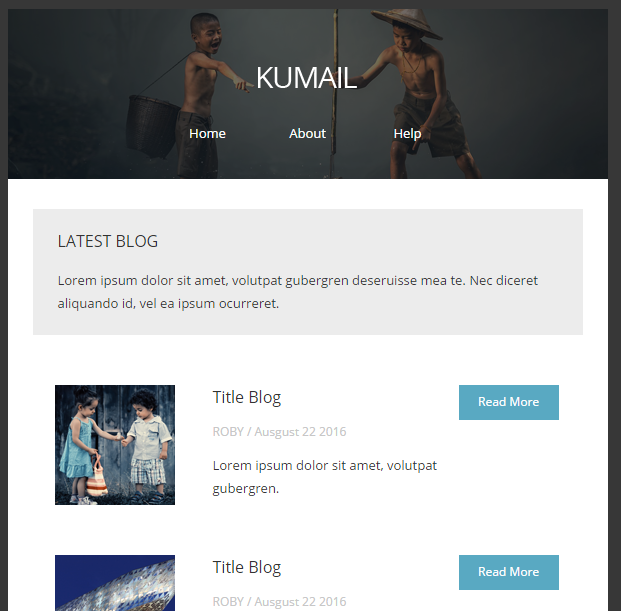 KUMAIL
Home About Help
LATEST BLOG
Lorem ipsum dolor sit amet, volutpat gubergren deseruisse mea te. Nec diceret
aliquando id, vel ea ipsum ocurreret.
Title Blog
Read More
ROBY / Ausgust 22 2016
Lorem ipsum dolor sit amet, volutpat
gubergren.
Title Blog
Read More
ROBY / Ausgust 22 2016